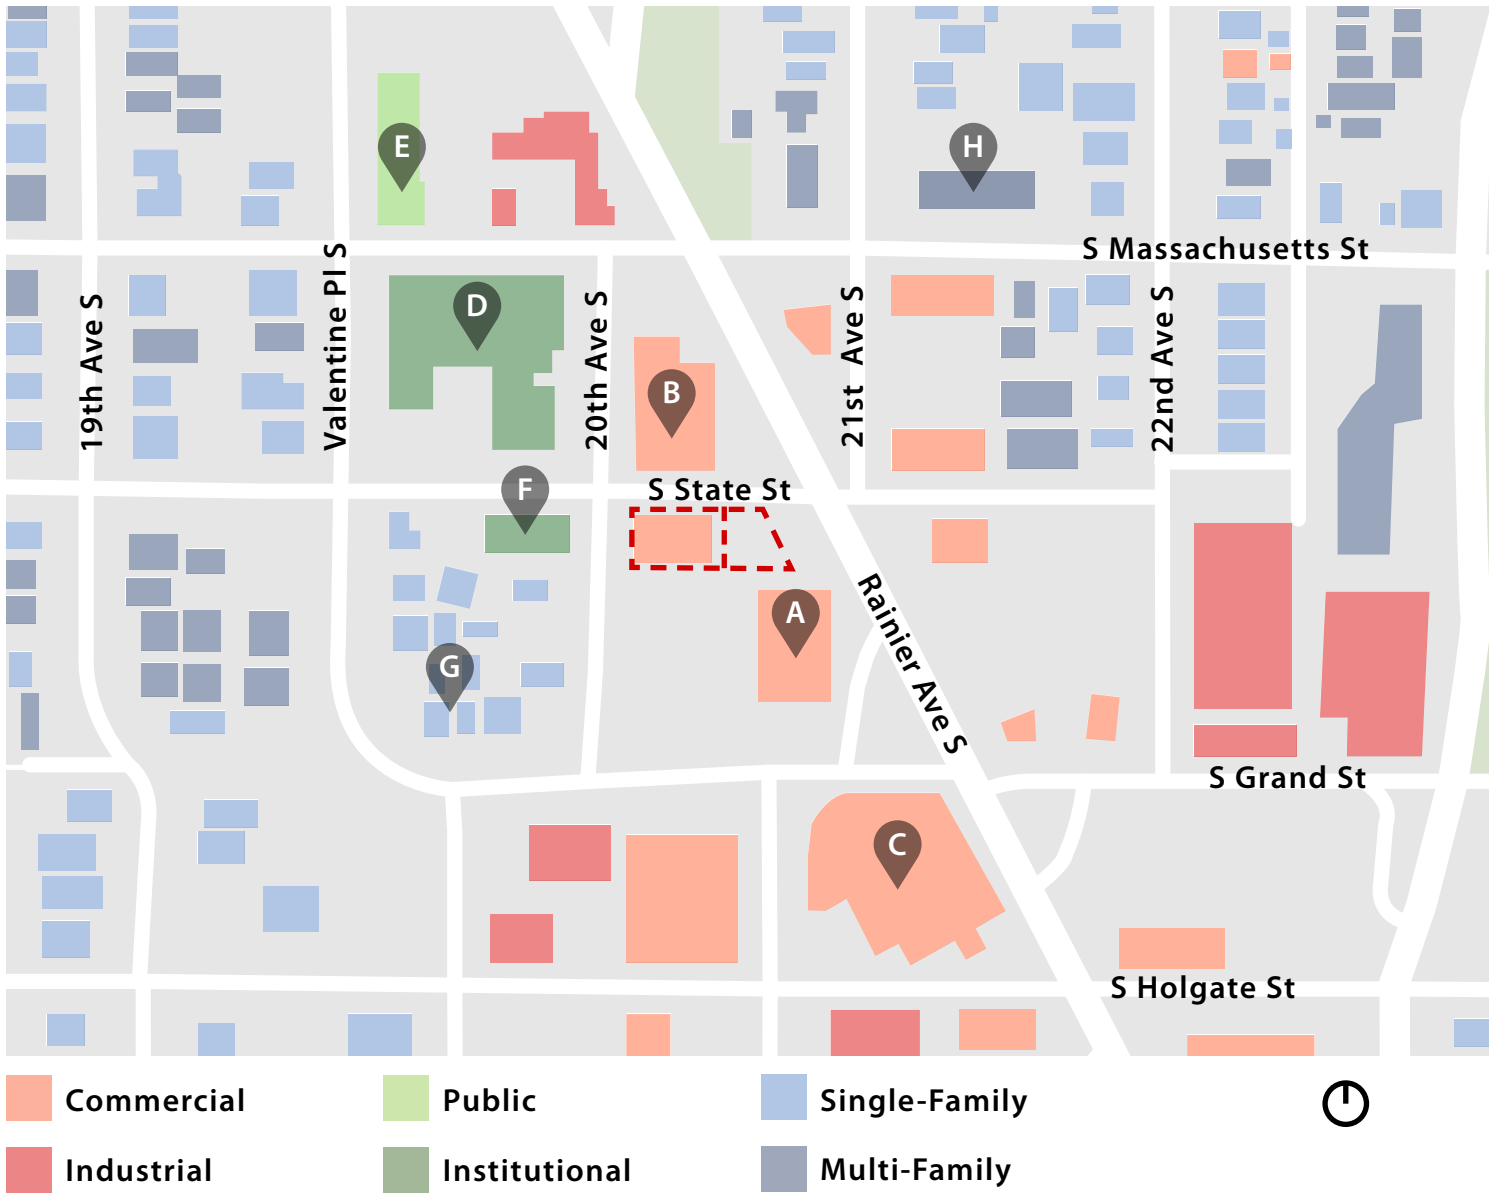 E
H
S Massachusetts St
19th Ave S
Valentine Pl S
D
20th Ave S
B
21st Ave S
22nd Ave S
F
S State St
A
Rainier Ave S
G
S Grand St
C
S Holgate St
Commercial
Public
Single-Family
Industrial
Institutional
Multi-Family